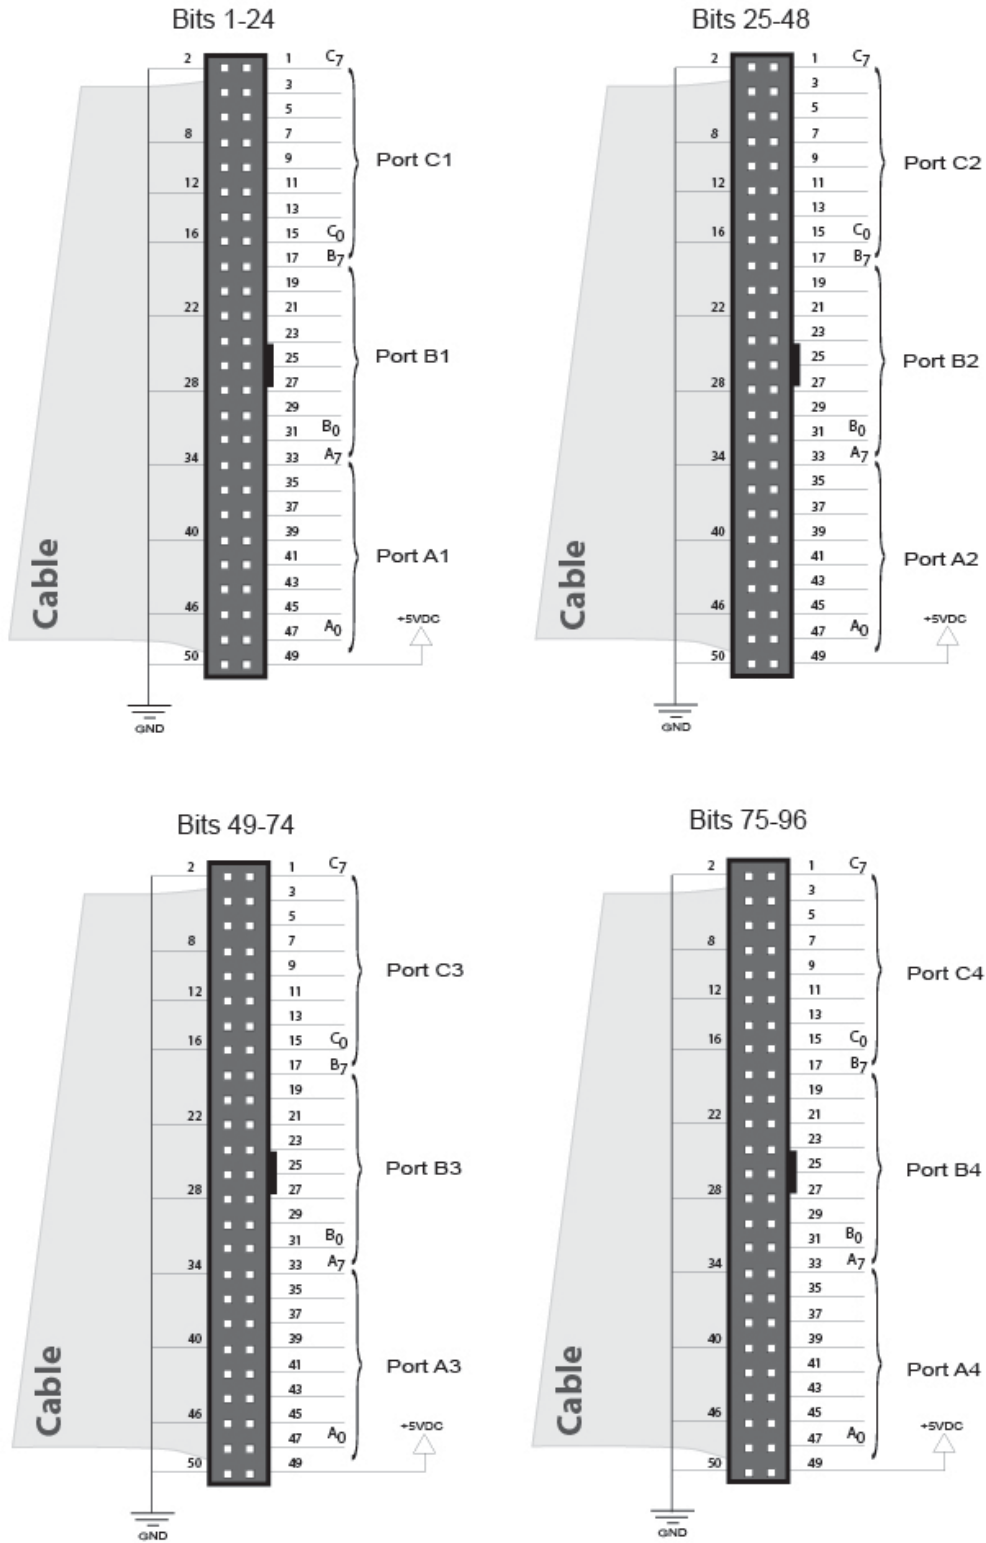 Bits 1-24
2 1 C7
3
5
8 7
9
12 11
13
16 15 C0
17 B7
19
22 21
23
25
28 27
29
31 B0
34 33 A7
35
37
40 39
41
43
46 45
47 A0
50 49
Port C1
Port B1
Port A1
Cable
+5VDC
GND
Bits 25-48
2 1 C7
3
5
8 7
9
12 11
13
16 15 C0
17 B7
19
22 21
23
25
28 27
29
31 B0
34 33 A7
35
37
40 39
41
43
46 45
47 A0
50 49
Port C2
Port B2
Port A2
Cable
+5VDC
GND
Bits 49-74
2 1 C7
3
5
8 7
9
12 11
13
16 15 C0
17 B7
19
22 21
23
25
28 27
29
31 B0
34 33 A7
35
37
40 39
41
43
46 45
47 A0
50 49
Port C3
Port B3
Port A3
Cable
+5VDC
GND
Bits 75-96
2 1 C7
3
5
8 7
9
12 11
13
16 15 C0
17 B7
19
22 21
23
25
28 27
29
31 B0
34 33 A7
35
37
40 39
41
43
46 45
47 A0
50 49
Port C4
Port B4
Port A4
Cable
+5VDC
GND